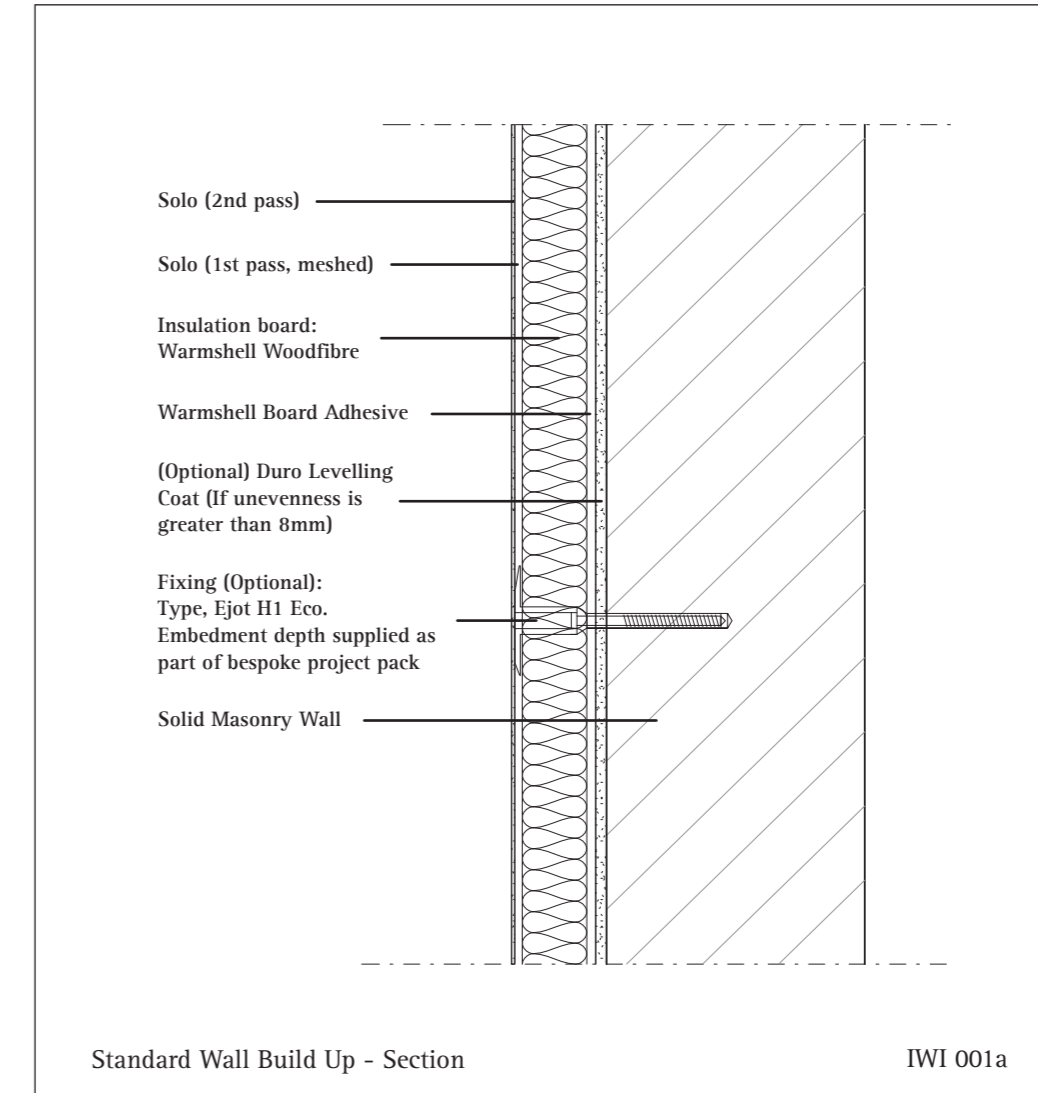 Solo (2nd pass)
Solo (1st pass, meshed)
Insulation board:
Warmshell Woodfibre
Warmshell Board Adhesive
(Optional) Duro Levelling
Coat (If unevenness is
greater than 8mm)
Fixing (Optional):
Type, Ejot H1 Eco.
Embedment depth supplied as
part of bespoke project pack
Solid Masonry Wall
Standard Wall Build Up - Section
IWI 001a